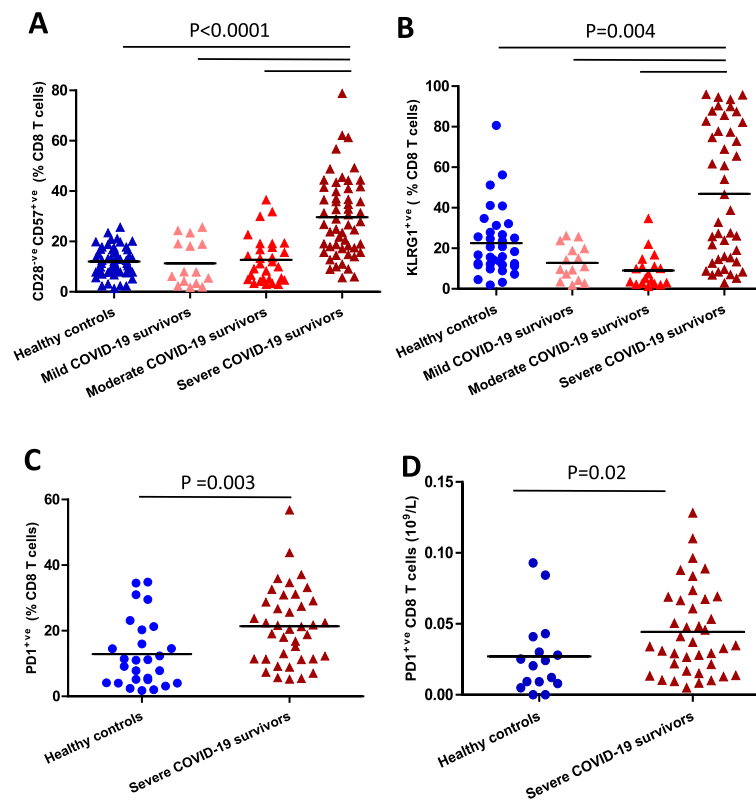 A
P<0.0001
CD28⁻ᵛᵉ CD57⁺ᵛᵉ (% CD8 T cells)
80
60
40
20
0
Healthy controls
Mild COVID-19 survivors
Moderate COVID-19 survivors
Severe COVID-19 survivors
B
P=0.004
KLRG1⁺ᵛᵉ ( % CD8 T cells)
100
80
60
40
20
0
Healthy controls
Mild COVID-19 survivors
Moderate COVID-19 survivors
Severe COVID-19 survivors
C
P =0.003
PD1⁺ᵛᵉ (% CD8 T cells)
60
40
20
0
Healthy controls
Severe COVID-19 survivors
D
P=0.02
PD1⁺ᵛᵉ CD8 T cells (10⁹/L)
0.15
0.10
0.05
0.00
Healthy controls
Severe COVID-19 survivors